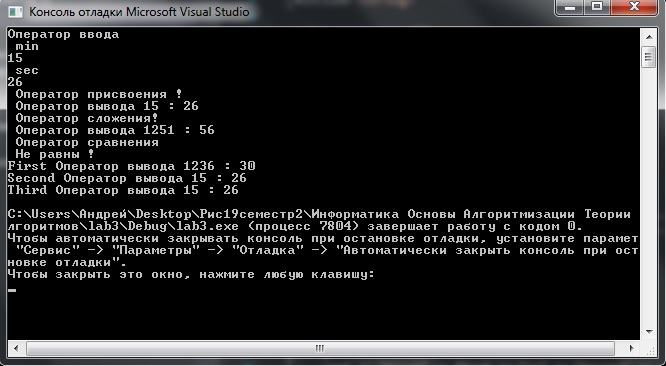 Консоль отладки Microsoft Visual Studio
Оператор ввода
min
15
sec
26
Оператор присвоения !
Оператор вывода 15 : 26
Оператор сложения!
Оператор вывода 1251 : 56
Оператор сравнения
Не равны !
First Оператор вывода 1236 : 30
Second Оператор вывода 15 : 26
Third Оператор вывода 15 : 26
C:\Users\Андрей\Desktop\Рис19семестр2\Информатика Основы Алгоритмизации Теории
лгоритмов\lab3\Debug\lab3.exe (процесс 7804) завершает работу с кодом 0.
Чтобы автоматически закрывать консоль при остановке отладки, установите парамет
"Сервис" -> "Параметры" -> "Отладка" -> "Автоматически закрыть консоль при ост
новке отладки".
Чтобы закрыть это окно, нажмите любую клавишу: